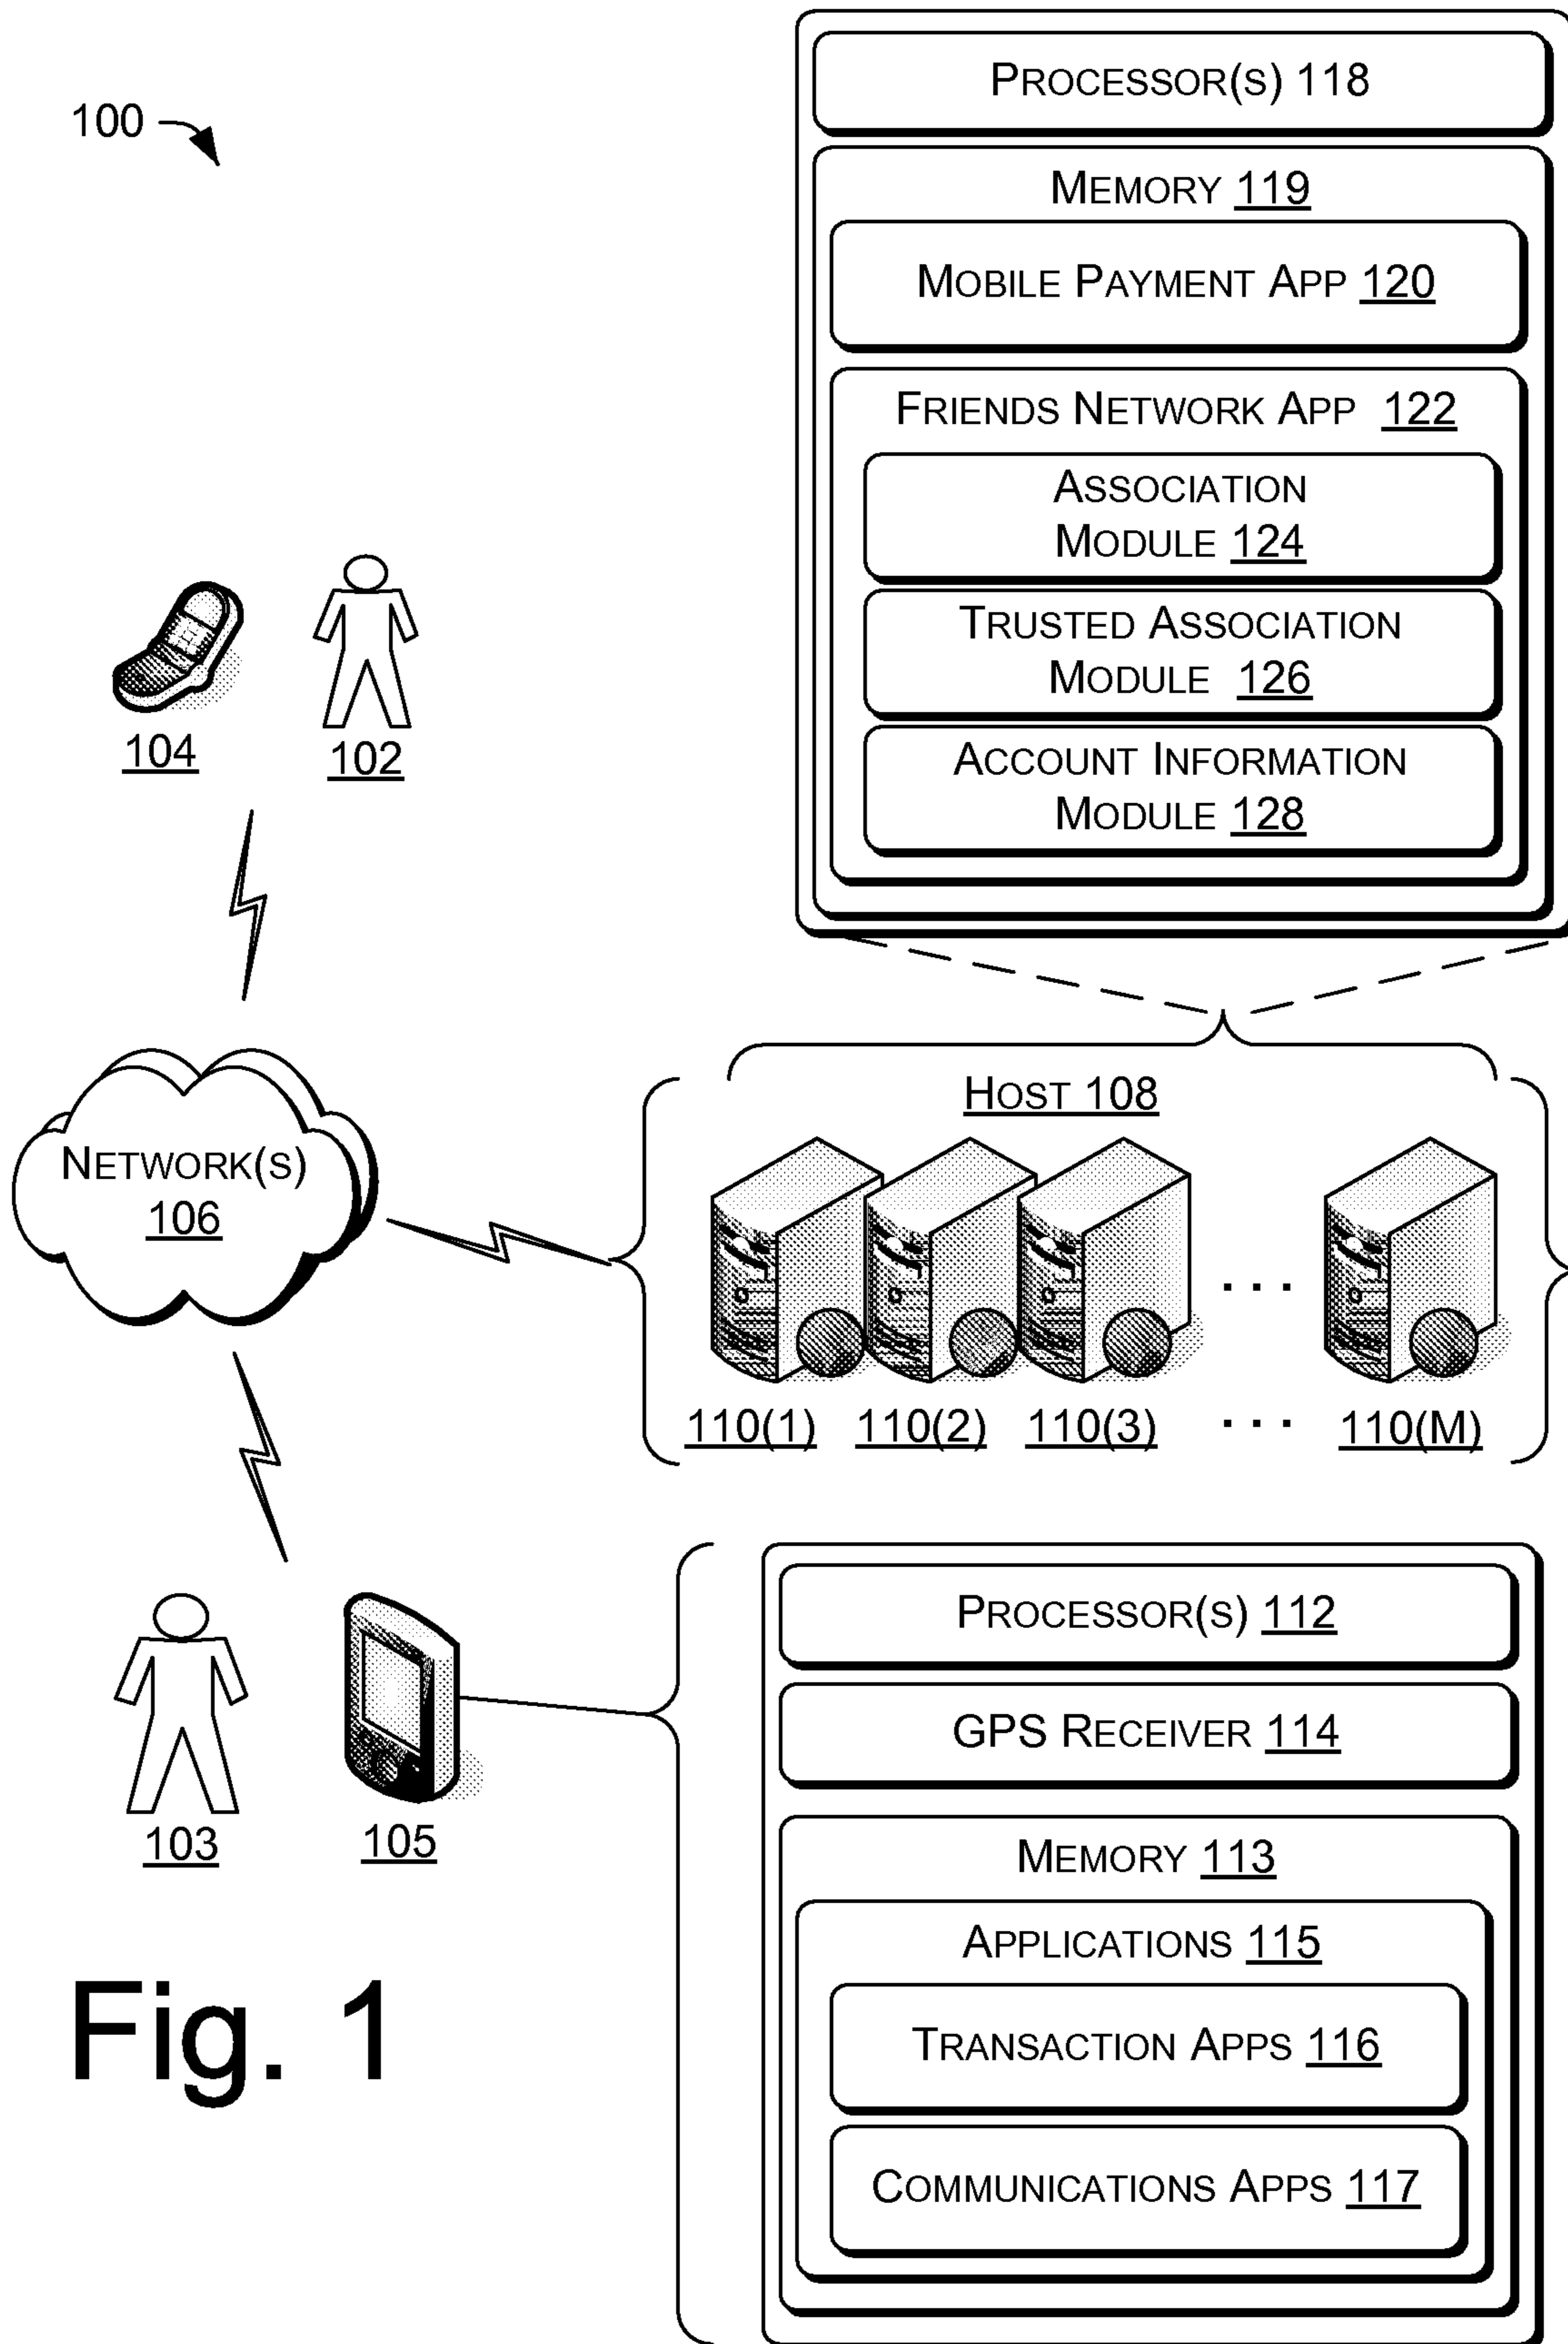 100
PROCESSOR(S) 118
MEMORY 119
MOBILE PAYMENT APP 120
FRIENDS NETWORK APP 122
ASSOCIATION
MODULE 124
TRUSTED ASSOCIATION
MODULE 126
ACCOUNT INFORMATION
MODULE 128
104
102
NETWORK(S)
106
HOST 108
. . .
110(1) 110(2) 110(3) . . . 110(M)
103
105
PROCESSOR(S) 112
GPS RECEIVER 114
MEMORY 113
APPLICATIONS 115
TRANSACTION APPS 116
COMMUNICATIONS APPS 117
Fig. 1